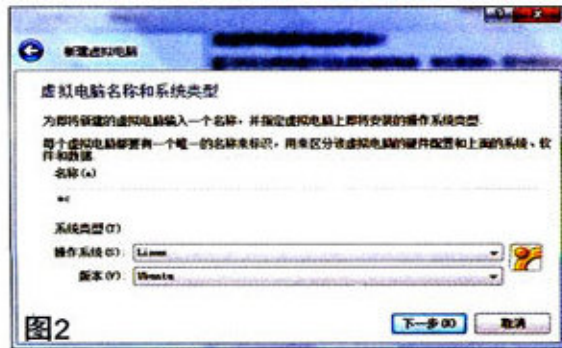 新建虚拟电脑
虚拟电脑名称和系统类型
为即将新建的虚拟电脑输入一个名称，并指定虚拟电脑上即将安装的操作系统类型.
每个虚拟电脑都要有一个唯一的名称来标识，用来区分该虚拟电脑的硬件配置和上面的系统、软
件和数据.
名称(a)
系统类型(T)
操作系统(S): Linux
版本(V): Ubuntu
图2
下一步(N) 取消